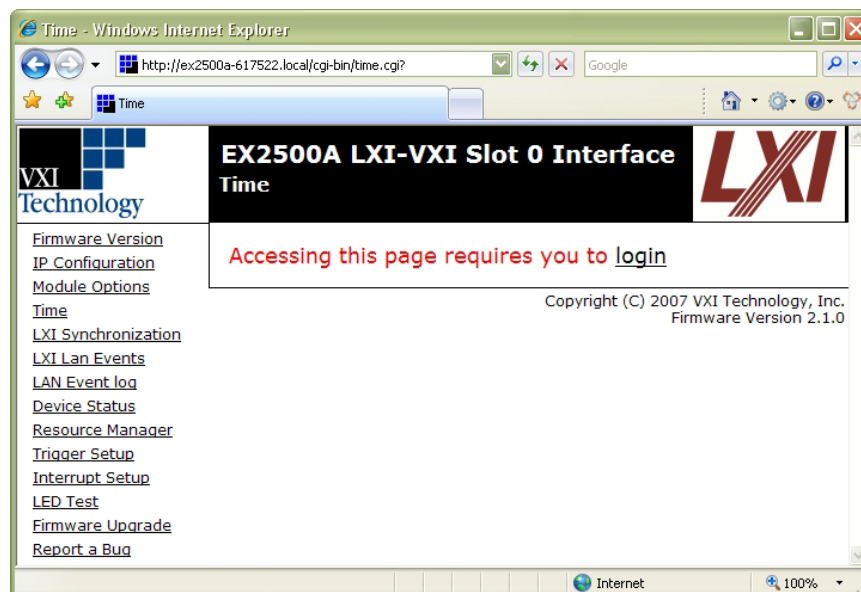 Time - Windows Internet Explorer
http://ex2500a-617522.local/cgi-bin/time.cgi?
Google
Time
VXI
Technology
EX2500A LXI-VXI Slot 0 Interface
Time
LXI
Firmware Version
IP Configuration
Module Options
Time
LXI Synchronization
LXI Lan Events
LAN Event log
Device Status
Resource Manager
Trigger Setup
Interrupt Setup
LED Test
Firmware Upgrade
Report a Bug
Accessing this page requires you to login
Copyright (C) 2007 VXI Technology, Inc.
Firmware Version 2.1.0
Internet
100%